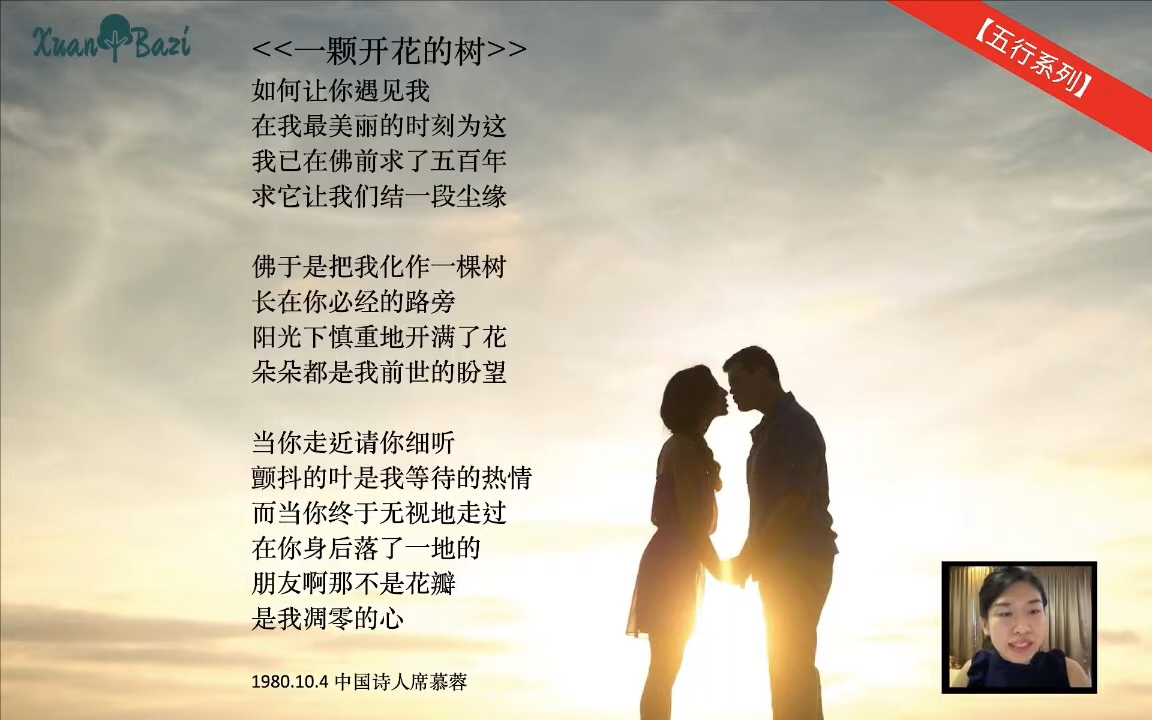 Xuan Bazi
【五行系列】
<<一颗开花的树>>
如何让你遇见我
在我最美丽的时刻为这
我已在佛前求了五百年
求它让我们结一段尘缘
佛于是把我化作一棵树
长在你必经的路旁
阳光下慎重地开满了花
朵朵都是我前世的盼望
当你走近请你细听
颤抖的叶是我等待的热情
而当你终于无视地走过
在你身后落了一地的
朋友啊那不是花瓣
是我凋零的心
1980.10.4 中国诗人席慕蓉